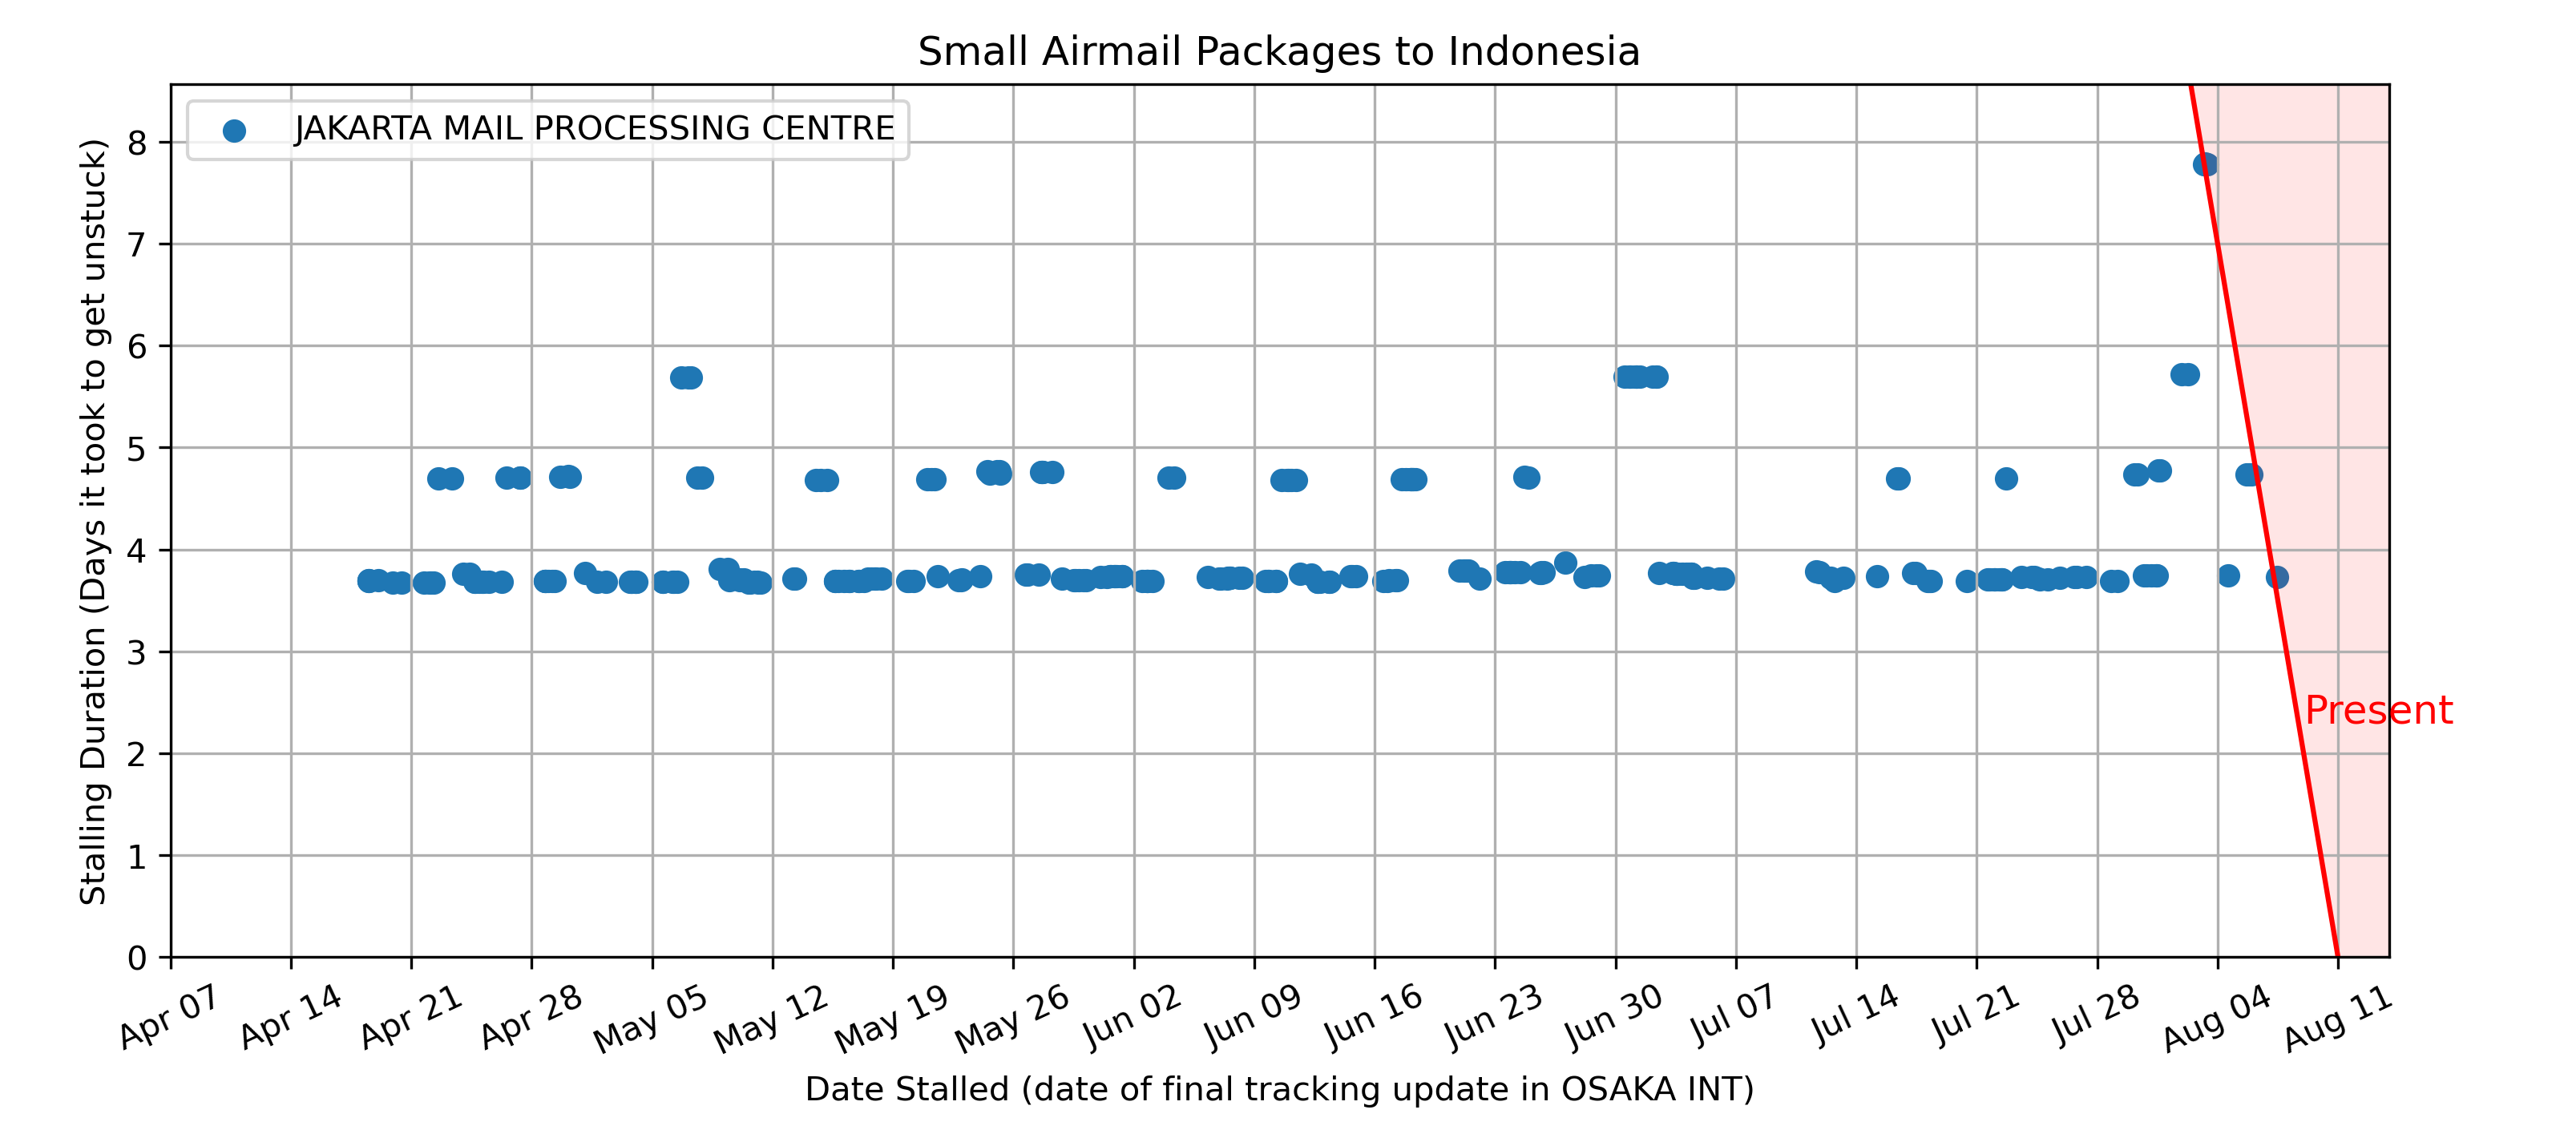 Small Airmail Packages to Indonesia
JAKARTA MAIL PROCESSING CENTRE
Stalling Duration (Days it took to get unstuck)
8
7
6
5
4
3
2
1
0
Present
Apr 07
Apr 14
Apr 21
Apr 28
May 05
May 12
May 19
May 26
Jun 02
Jun 09
Jun 16
Jun 23
Jun 30
Jul 07
Jul 14
Jul 21
Jul 28
Aug 04
Aug 11
Date Stalled (date of final tracking update in OSAKA INT)